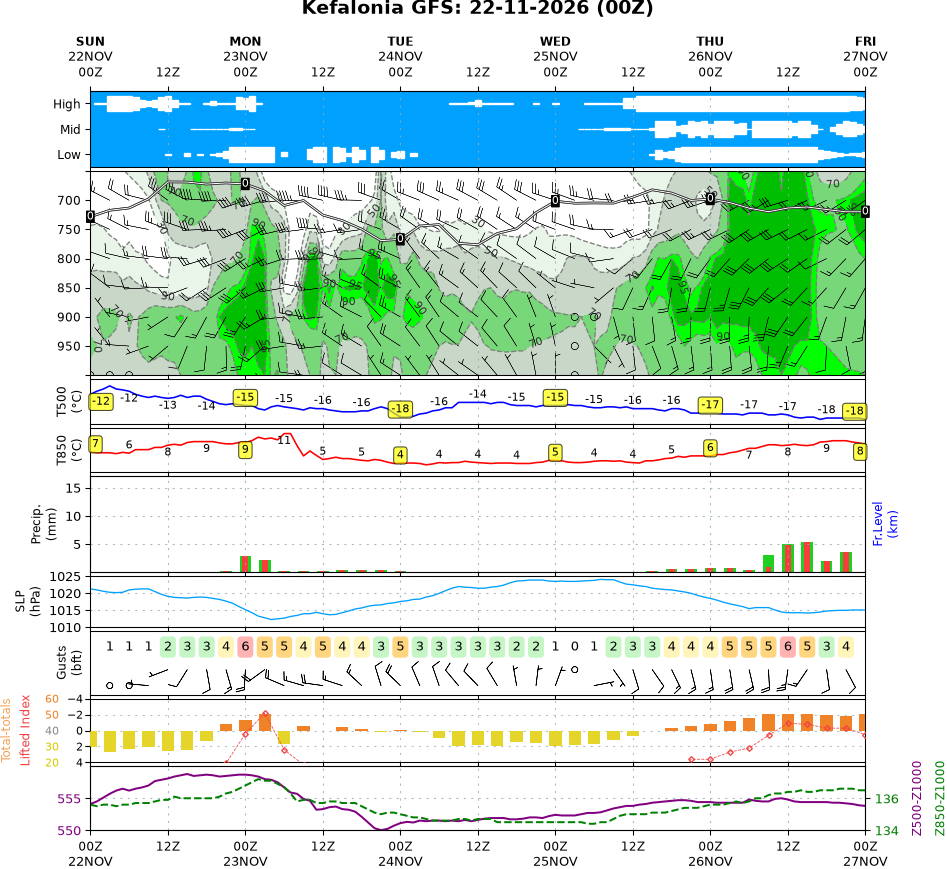 Kefalonia GFS: 22-11-2026 (00Z)
SUN MON TUE WED THU FRI
22NOV 23NOV 24NOV 25NOV 26NOV 27NOV
00Z 12Z 00Z 12Z 00Z 12Z 00Z 12Z 00Z 12Z 00Z
High
Mid
Low
700
750
800
850
900
950
0 0 0 0 0 0
T500 (°C)
-12 -12 -13 -14 -15 -15 -16 -16 -18 -16 -14 -15 -15 -15 -16 -16 -17 -17 -17 -18 -18
T850 (°C)
7 6 8 9 9 11 5 5 4 4 4 4 5 4 4 5 6 7 8 9 8
Precip. (mm)
15
10
5
Fr.Level (km)
SLP (hPa)
1025
1020
1015
1010
Gusts (bft)
1 1 1 2 3 3 4 6 5 5 4 5 4 4 3 5 3 3 3 3 3 2 2 1 0 1 2 3 3 4 4 4 5 5 5 6 5 3 4
Total-totals
Lifted Index
60 -4
50 -2
40 0
30 2
20 4
555
550
136
134
Z500-Z1000
Z850-Z1000
00Z 12Z 00Z 12Z 00Z 12Z 00Z 12Z 00Z 12Z 00Z
22NOV 23NOV 24NOV 25NOV 26NOV 27NOV